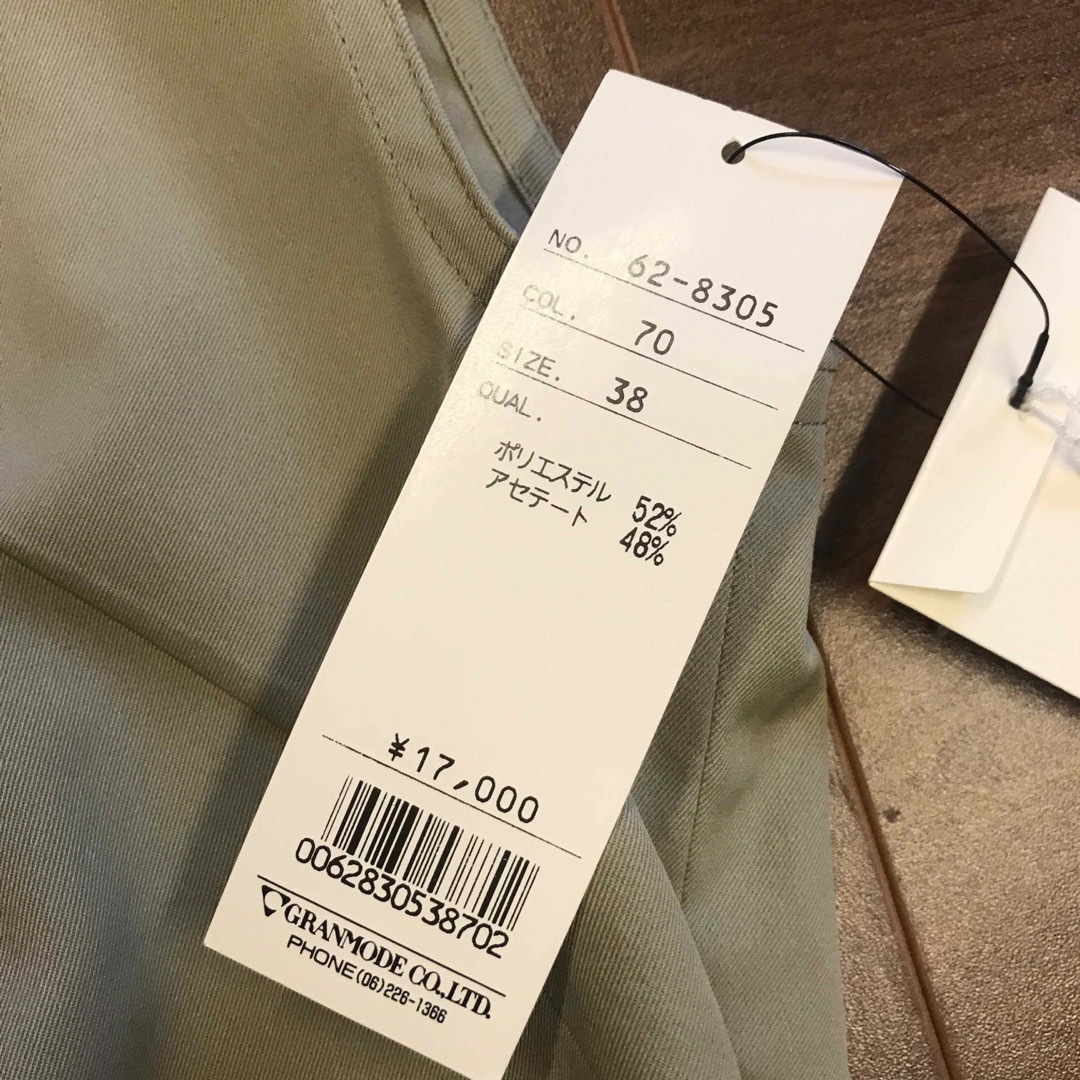 NO. 62-8305
COL. 70
SIZE. 38
QUAL.
ポリエステル 52%
アセテート 48%
¥17,000
0062830538702
GRANMODE CO.,LTD.
PHONE(06)226-1366